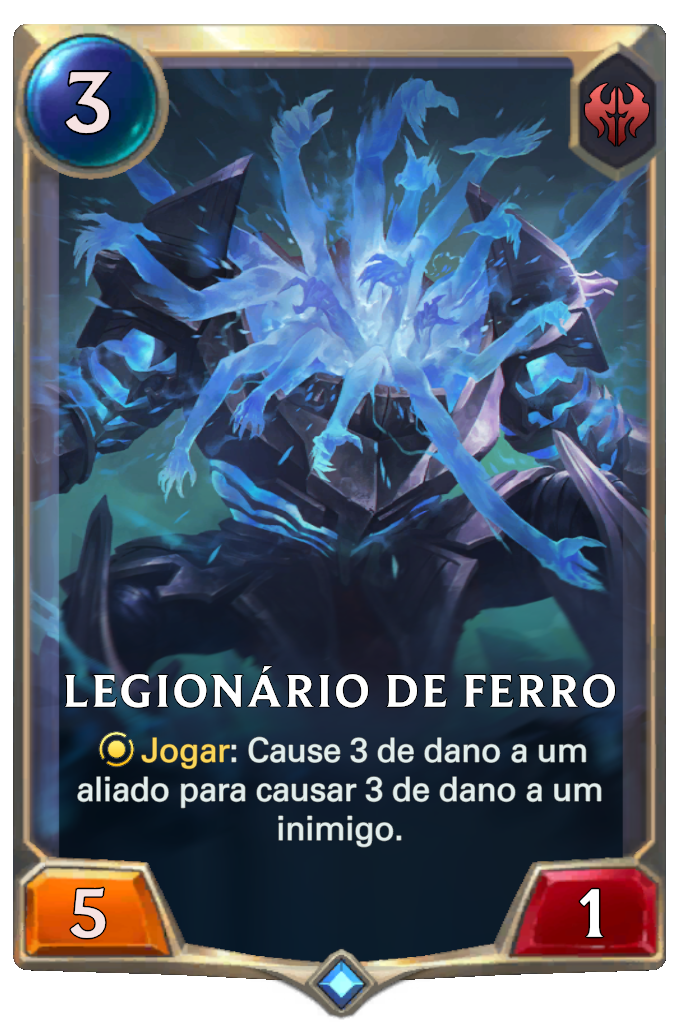 3
LEGIONÁRIO DE FERRO
Jogar: Cause 3 de dano a um
aliado para causar 3 de dano a um
inimigo.
5
1